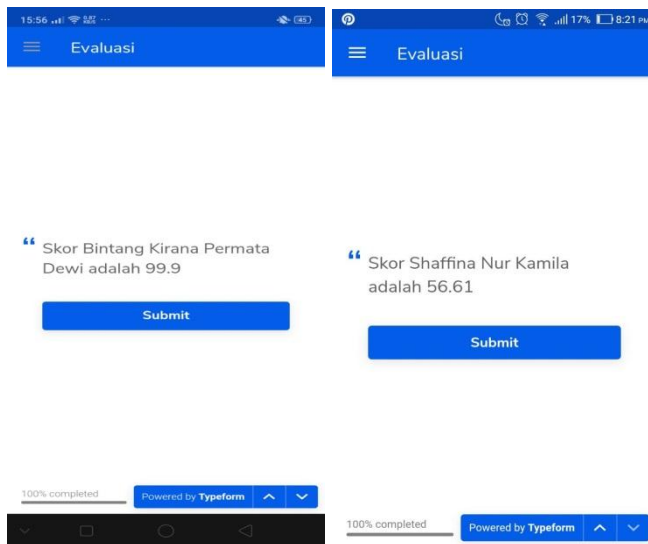 15:56
45
Evaluasi
“ Skor Bintang Kirana Permata
Dewi adalah 99.9
Submit
100% completed
Powered by Typeform
17% 8:21 PM
Evaluasi
“ Skor Shaffina Nur Kamila
adalah 56.61
Submit
100% completed
Powered by Typeform